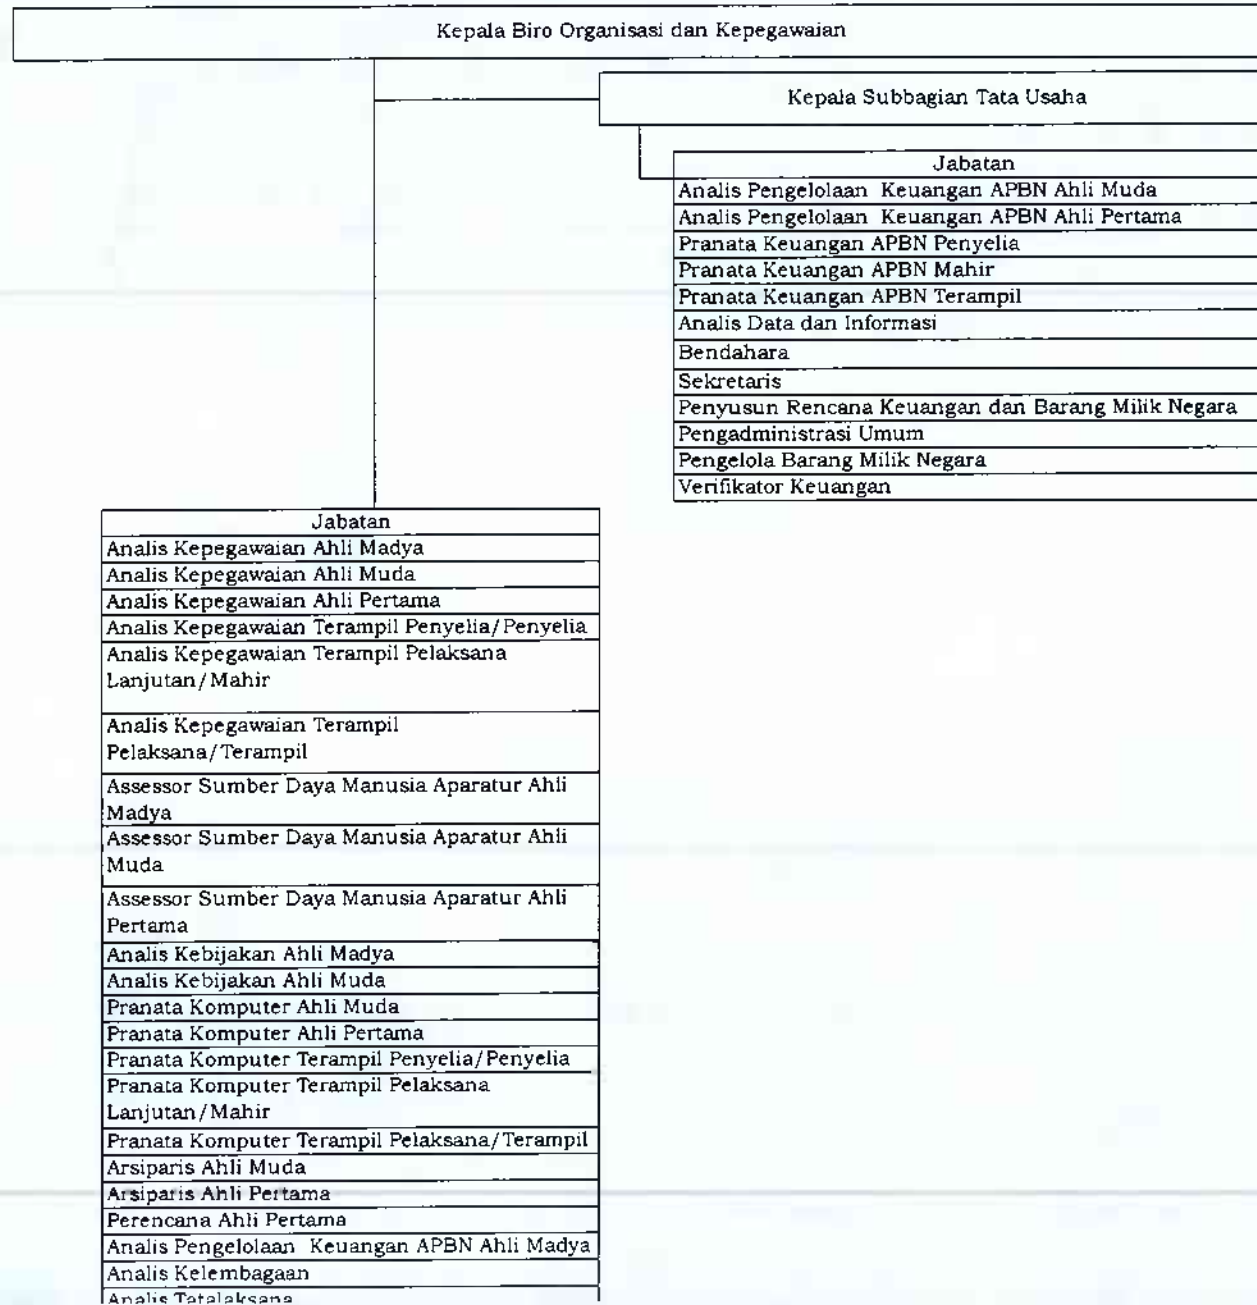 Kepala Biro Organisasi dan Kepegawaian
Kepala Subbagian Tata Usaha
Jabatan
Analis Pengelolaan Keuangan APBN Ahli Muda
Analis Pengelolaan Keuangan APBN Ahli Pertama
Pranata Keuangan APBN Penyelia
Pranata Keuangan APBN Mahir
Pranata Keuangan APBN Terampil
Analis Data dan Informasi
Bendahara
Sekretaris
Penyusun Rencana Keuangan dan Barang Milik Negara
Pengadministrasi Umum
Pengelola Barang Milik Negara
Verifikator Keuangan
Jabatan
Analis Kepegawaian Ahli Madya
Analis Kepegawaian Ahli Muda
Analis Kepegawaian Ahli Pertama
Analis Kepegawaian Terampil Penyelia/Penyelia
Analis Kepegawaian Terampil Pelaksana
Lanjutan/Mahir
Analis Kepegawaian Terampil
Pelaksana/Terampil
Assessor Sumber Daya Manusia Aparatur Ahli
Madya
Assessor Sumber Daya Manusia Aparatur Ahli
Muda
Assessor Sumber Daya Manusia Aparatur Ahli
Pertama
Analis Kebijakan Ahli Madya
Analis Kebijakan Ahli Muda
Pranata Komputer Ahli Muda
Pranata Komputer Ahli Pertama
Pranata Komputer Terampil Penyelia/Penyelia
Pranata Komputer Terampil Pelaksana
Lanjutan/Mahir
Pranata Komputer Terampil Pelaksana/Terampil
Arsiparis Ahli Muda
Arsiparis Ahli Pertama
Perencana Ahli Pertama
Analis Pengelolaan Keuangan APBN Ahli Madya
Analis Kelembagaan
Analis Tatalaksana